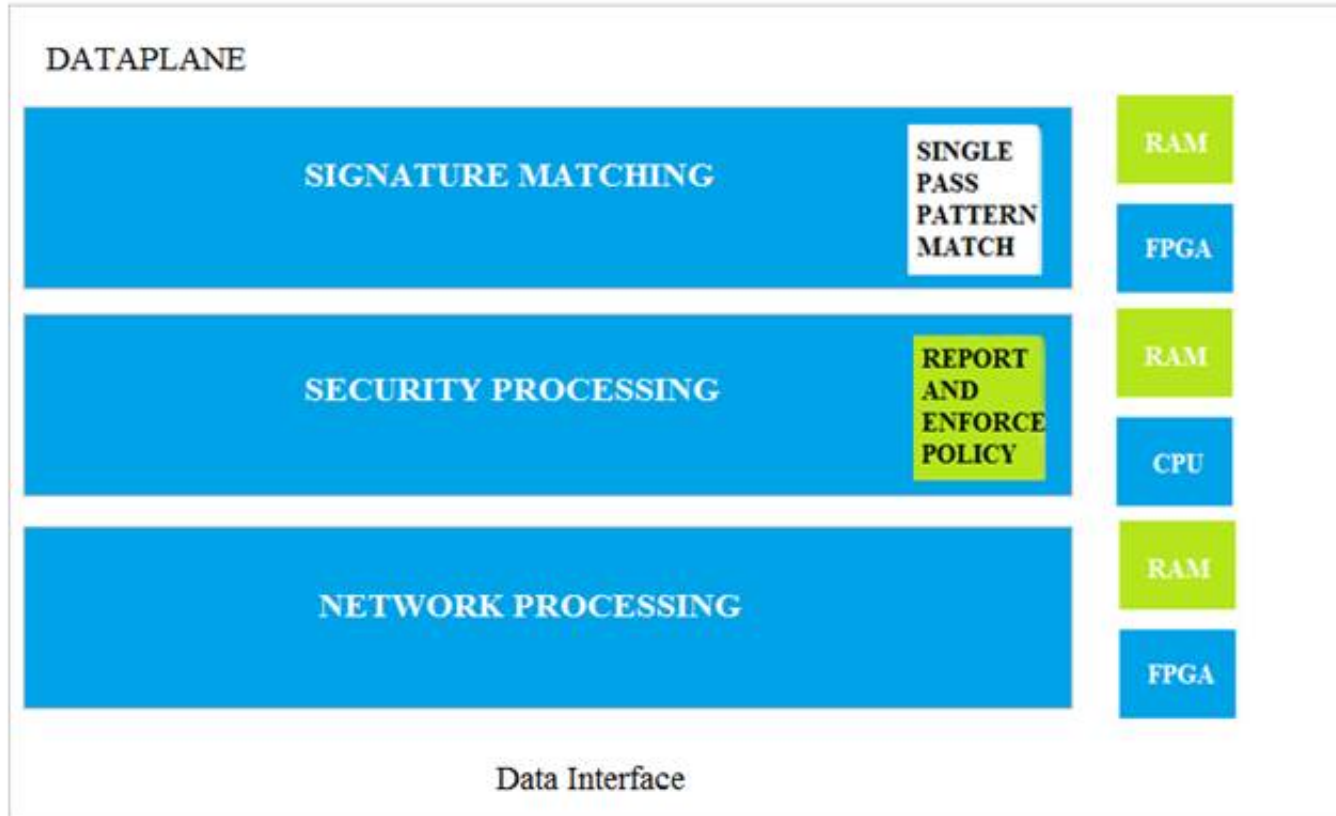 DATAPLANE
SIGNATURE MATCHING
SINGLE
PASS
PATTERN
MATCH
RAM
FPGA
SECURITY PROCESSING
REPORT
AND
ENFORCE
POLICY
RAM
CPU
NETWORK PROCESSING
RAM
FPGA
Data Interface